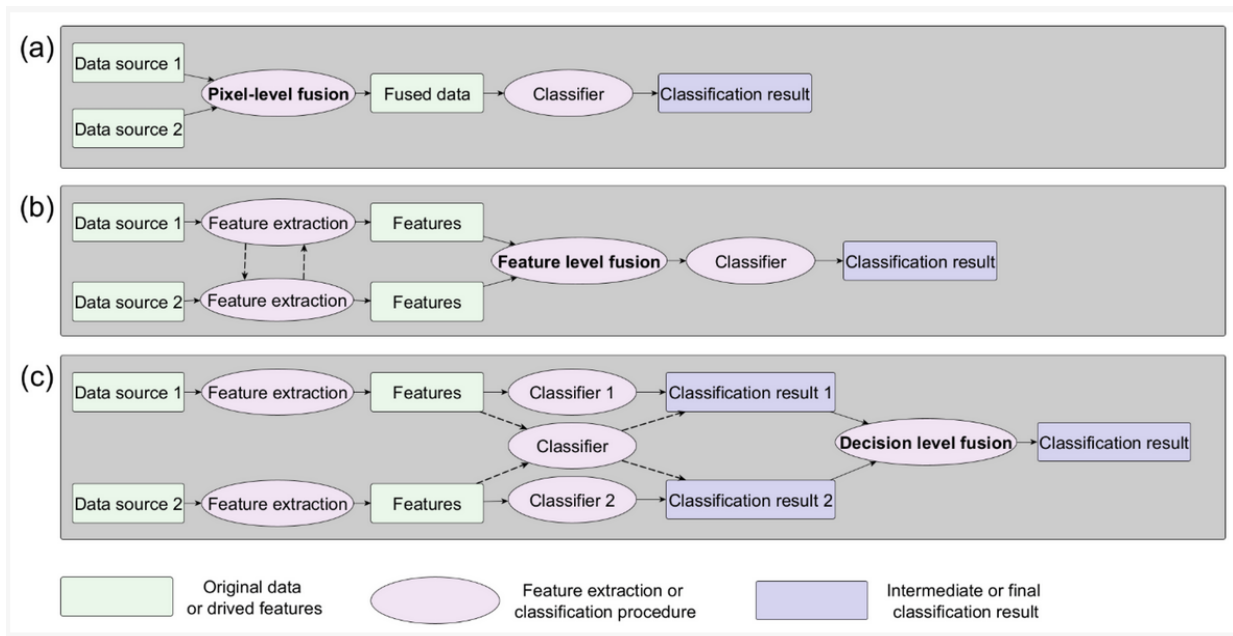 (a)
Data source 1
Data source 2
Pixel-level fusion
Fused data
Classifier
Classification result
(b)
Data source 1
Feature extraction
Features
Data source 2
Feature extraction
Features
Feature level fusion
Classifier
Classification result
(c)
Data source 1
Feature extraction
Features
Classifier 1
Classification result 1
Classifier
Decision level fusion
Classification result
Data source 2
Feature extraction
Features
Classifier 2
Classification result 2
Original data
or drived features
Feature extraction or
classification procedure
Intermediate or final
classification result